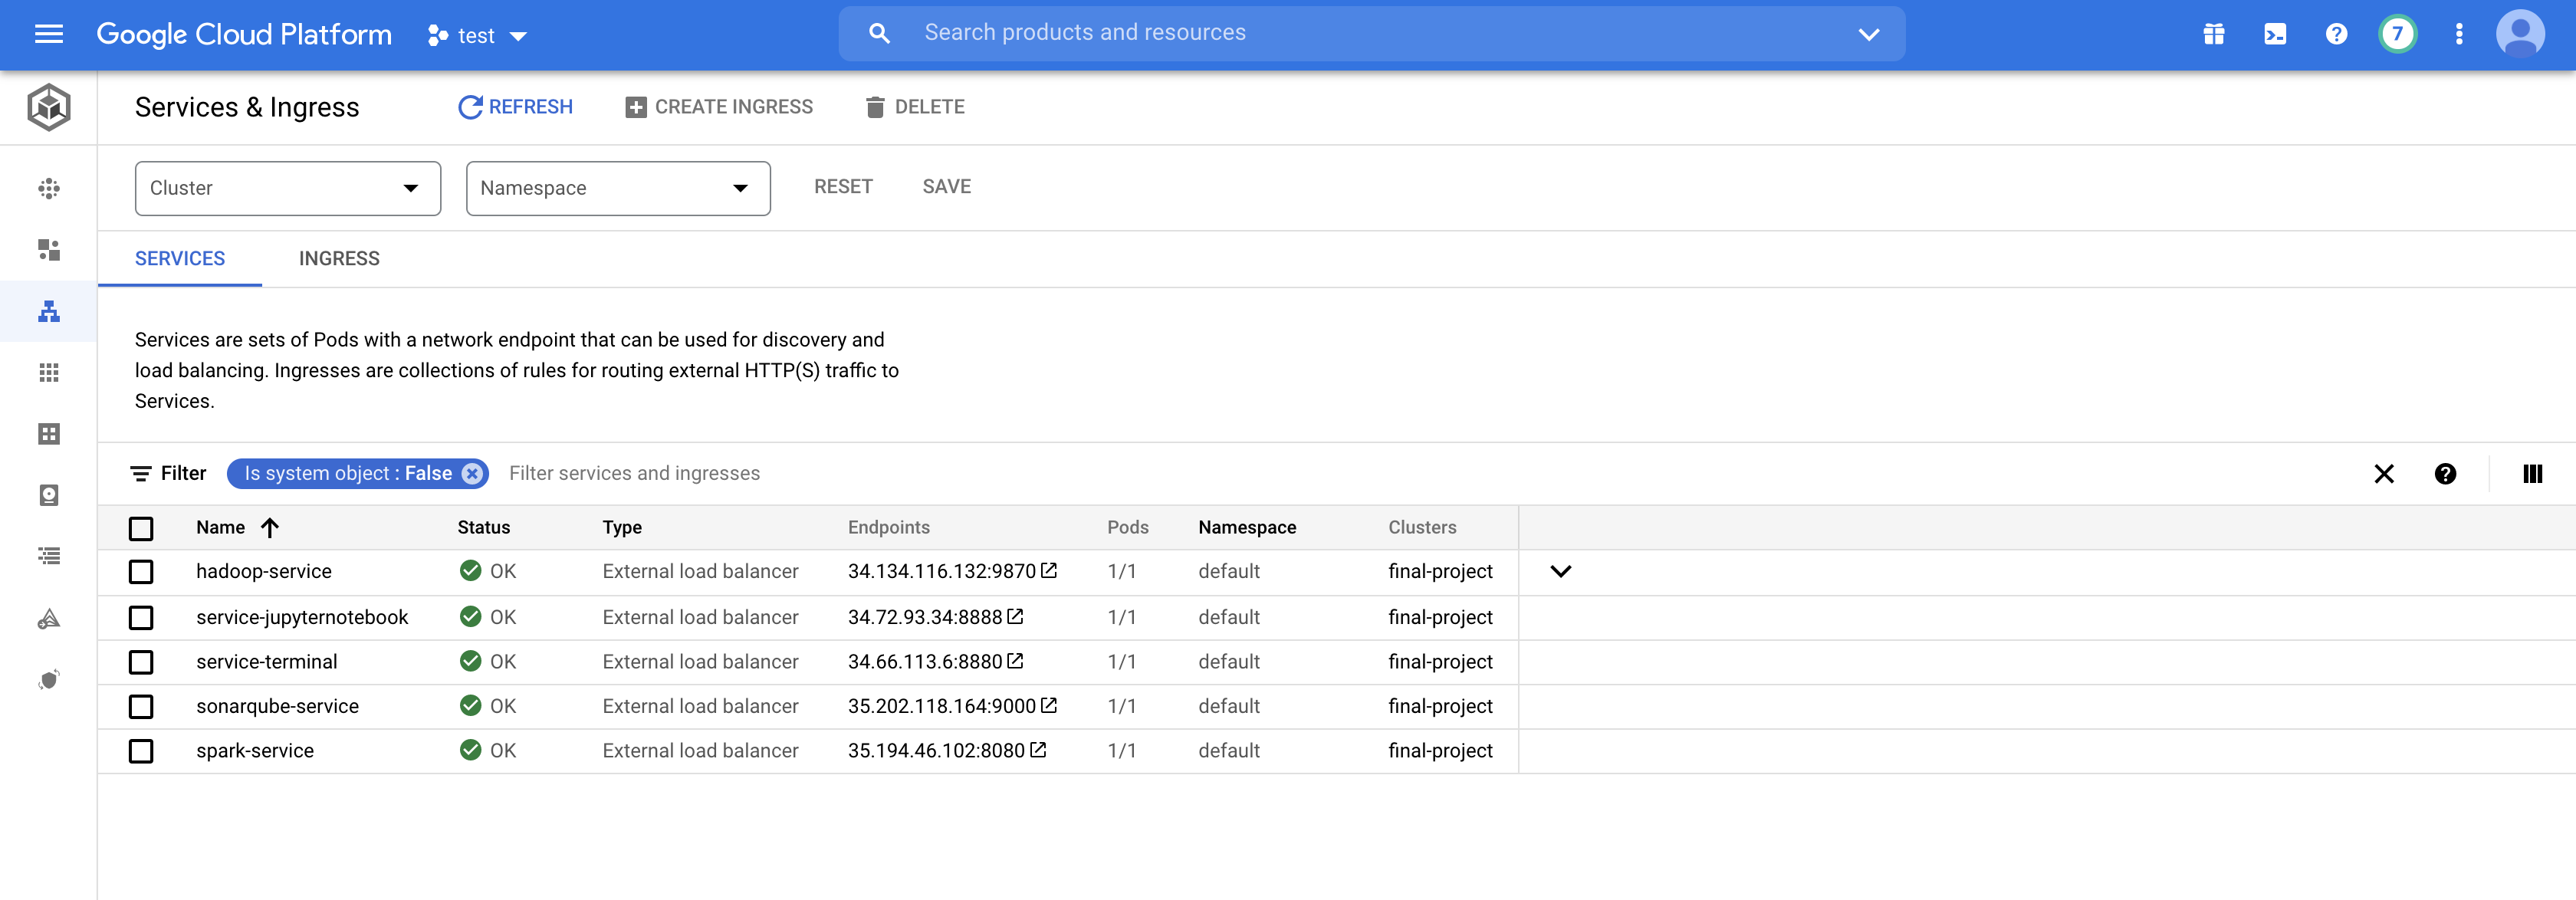 Google Cloud Platform test Search products and resources 7
Services & Ingress REFRESH CREATE INGRESS DELETE
Cluster Namespace RESET SAVE
SERVICES INGRESS
Services are sets of Pods with a network endpoint that can be used for discovery and
load balancing. Ingresses are collections of rules for routing external HTTP(S) traffic to
Services.
Filter Is system object : False Filter services and ingresses
Name Status Type Endpoints Pods Namespace Clusters
hadoop-service OK External load balancer 34.134.116.132:9870 1/1 default final-project
service-jupyternotebook OK External load balancer 34.72.93.34:8888 1/1 default final-project
service-terminal OK External load balancer 34.66.113.6:8880 1/1 default final-project
sonarqube-service OK External load balancer 35.202.118.164:9000 1/1 default final-project
spark-service OK External load balancer 35.194.46.102:8080 1/1 default final-project